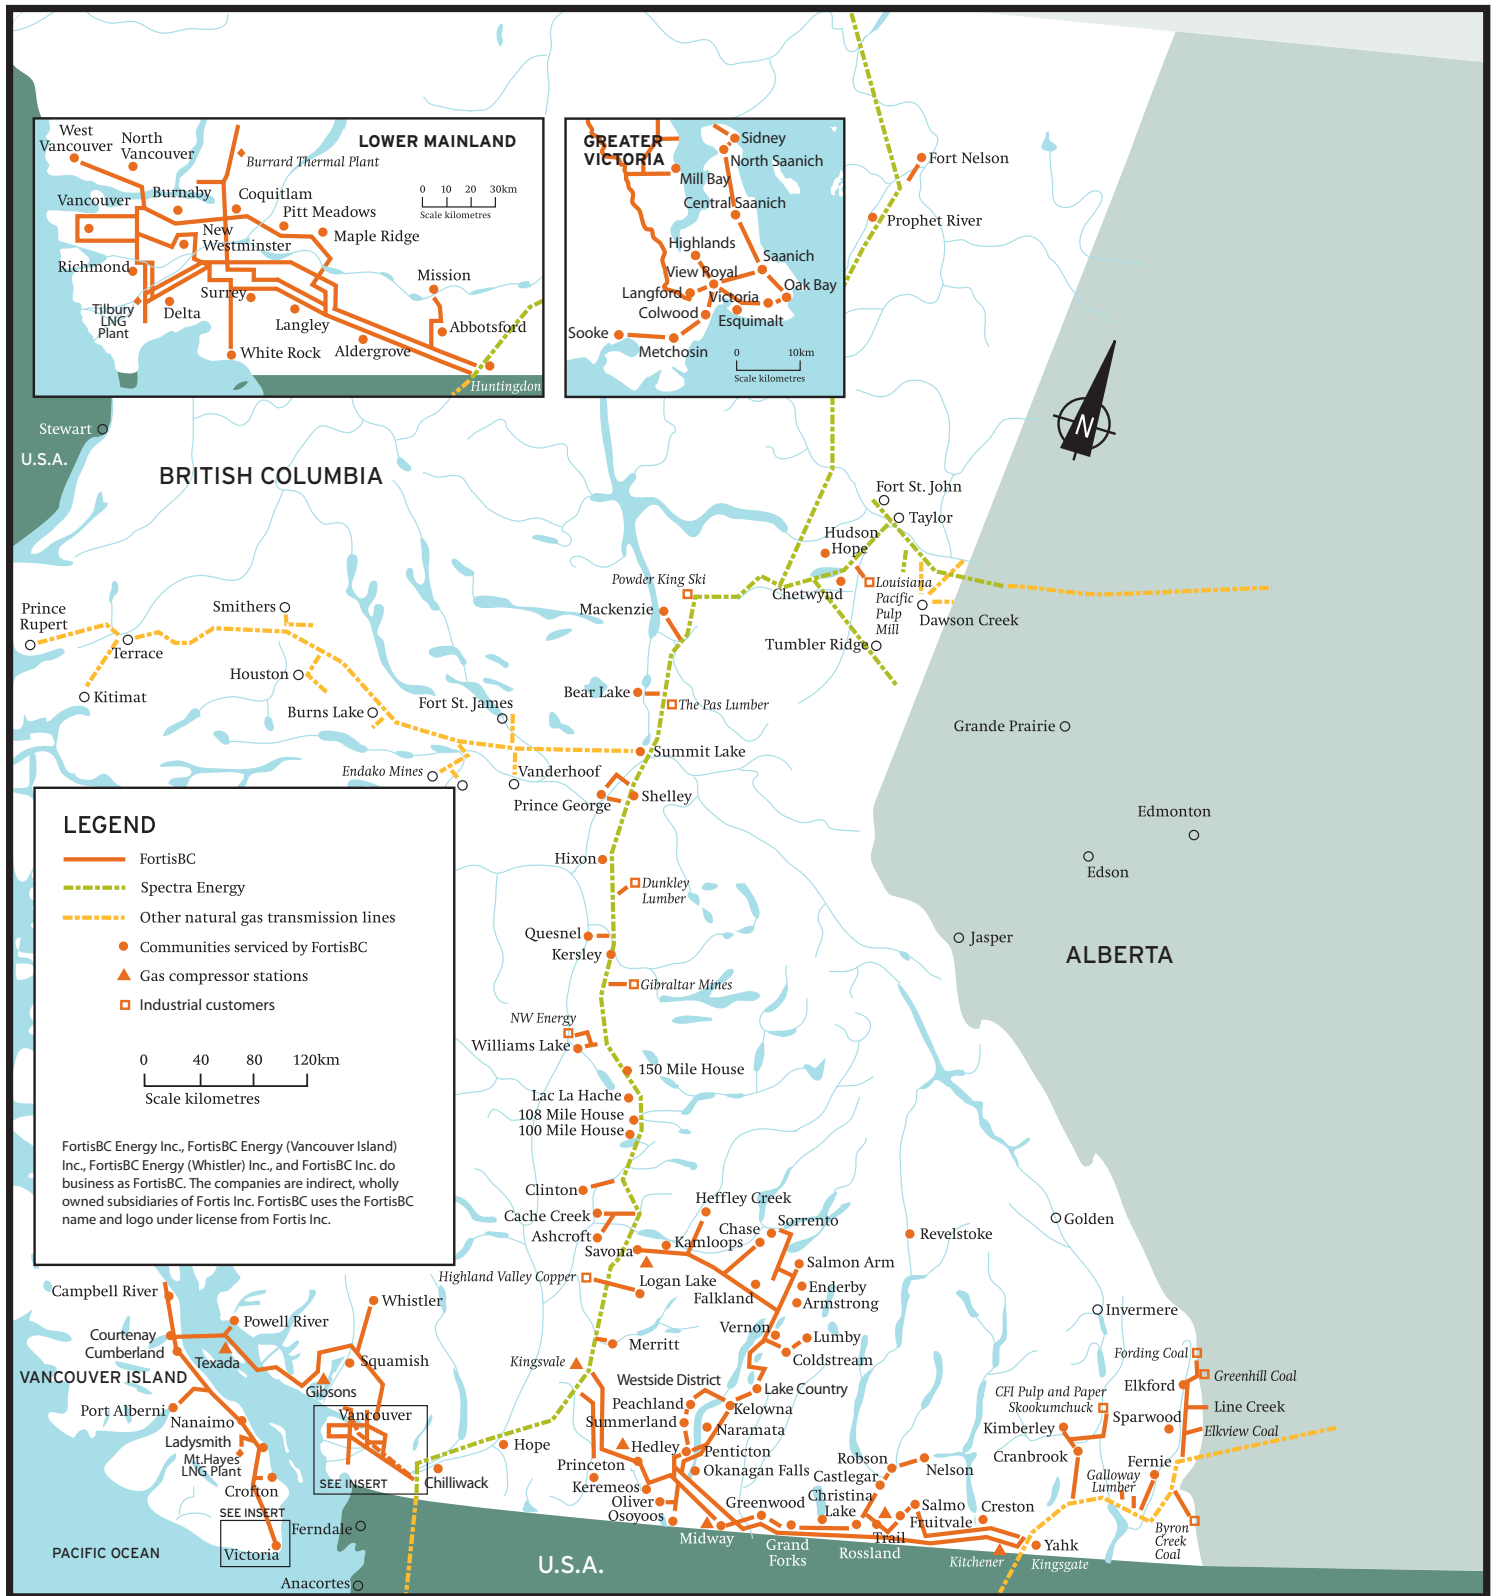 West
Vancouver
North
Vancouver
LOWER MAINLAND
Burrard Thermal Plant
Vancouver
Burnaby
Coquitlam
0 10 20 30km
Scale kilometres
Pitt Meadows
New
Westminster
Maple Ridge
Richmond
Mission
Surrey
Tilbury
LNG
Plant
Delta
Langley
Abbotsford
White Rock
Aldergrove
Huntingdon
GREATER
VICTORIA
Sidney
North Saanich
Mill Bay
Central Saanich
Highlands
Saanich
View Royal
Oak Bay
Langford
Victoria
Colwood
Esquimalt
Sooke
Metchosin
0 10km
Scale kilometres
Fort Nelson
Prophet River
N
Stewart
U.S.A.
BRITISH COLUMBIA
Fort St. John
Taylor
Hudson
Hope
Powder King Ski
Louisiana
Pacific
Pulp
Mill
Chetwynd
Mackenzie
Dawson Creek
Tumbler Ridge
Prince
Rupert
Smithers
Terrace
Houston
Kitimat
Burns Lake
Fort St. James
Bear Lake
The Pas Lumber
Grande Prairie
Summit Lake
Endako Mines
Vanderhoof
Prince George
Shelley
Edmonton
Edson
Hixon
Dunkley
Lumber
Quesnel
Kersley
Jasper
ALBERTA
Gibraltar Mines
NW Energy
Williams Lake
150 Mile House
Lac La Hache
108 Mile House
100 Mile House
LEGEND
FortisBC
Spectra Energy
Other natural gas transmission lines
Communities serviced by FortisBC
Gas compressor stations
Industrial customers
0 40 80 120km
Scale kilometres
FortisBC Energy Inc., FortisBC Energy (Vancouver Island)
Inc., FortisBC Energy (Whistler) Inc., and FortisBC Inc. do
business as FortisBC. The companies are indirect, wholly
owned subsidiaries of Fortis Inc. FortisBC uses the FortisBC
name and logo under license from Fortis Inc.
Clinton
Cache Creek
Ashcroft
Savona
Heffley Creek
Chase
Sorrento
Kamloops
Revelstoke
Golden
Highland Valley Copper
Logan Lake
Salmon Arm
Enderby
Falkland
Armstrong
Invermere
Campbell River
Whistler
Powell River
Courtenay
Cumberland
Texada
Squamish
VANCOUVER ISLAND
Gibsons
Vernon
Lumby
Merritt
Coldstream
Kingsvale
Westside District
Lake Country
Peachland
Kelowna
Summerland
Naramata
Fording Coal
Greenhill Coal
Elkford
CFI Pulp and Paper
Skookumchuck
Line Creek
Sparwood
Kimberley
Elkview Coal
Port Alberni
Nanaimo
Vancouver
Ladysmith
Mt.Hayes
LNG Plant
Crofton
SEE INSERT
Chilliwack
Hope
Hedley
Penticton
Princeton
Okanagan Falls
Keremeos
Oliver
Osoyoos
Robson
Nelson
Castlegar
Christina
Lake
Greenwood
Salmo
Creston
Fruitvale
Cranbrook
Fernie
Galloway
Lumber
SEE INSERT
Victoria
Ferndale
Midway
Grand
Forks
Trail
Rossland
Yahk
Kitchener
Kingsgate
Byron
Creek
Coal
PACIFIC OCEAN
U.S.A.
Anacortes